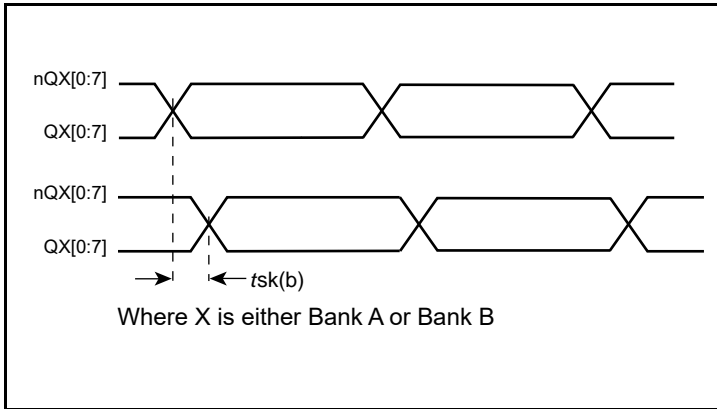 nQX[0:7]
QX[0:7]
nQX[0:7]
QX[0:7]
tsk(b)
Where X is either Bank A or Bank B